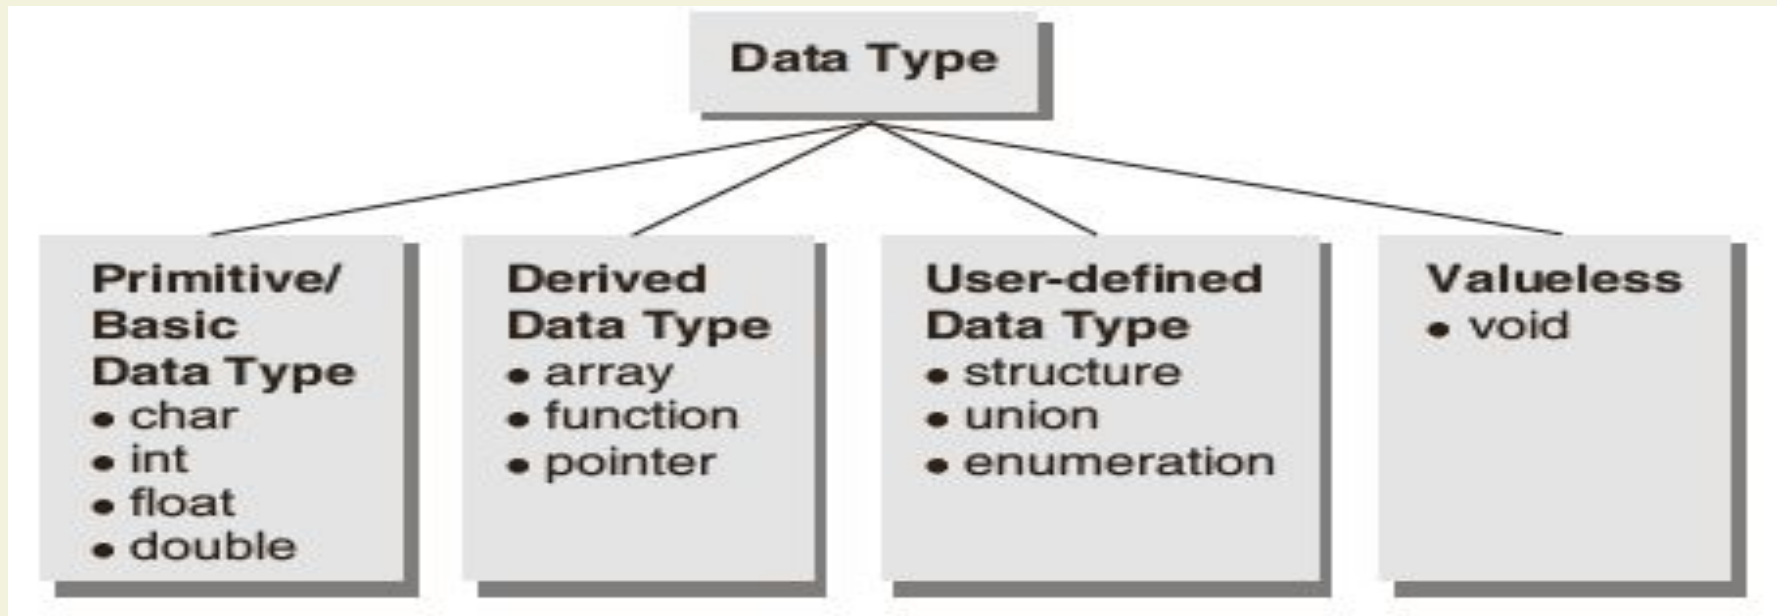 Data Type
Primitive/
Basic
Data Type
• char
• int
• float
• double
Derived
Data Type
• array
• function
• pointer
User-defined
Data Type
• structure
• union
• enumeration
Valueless
• void